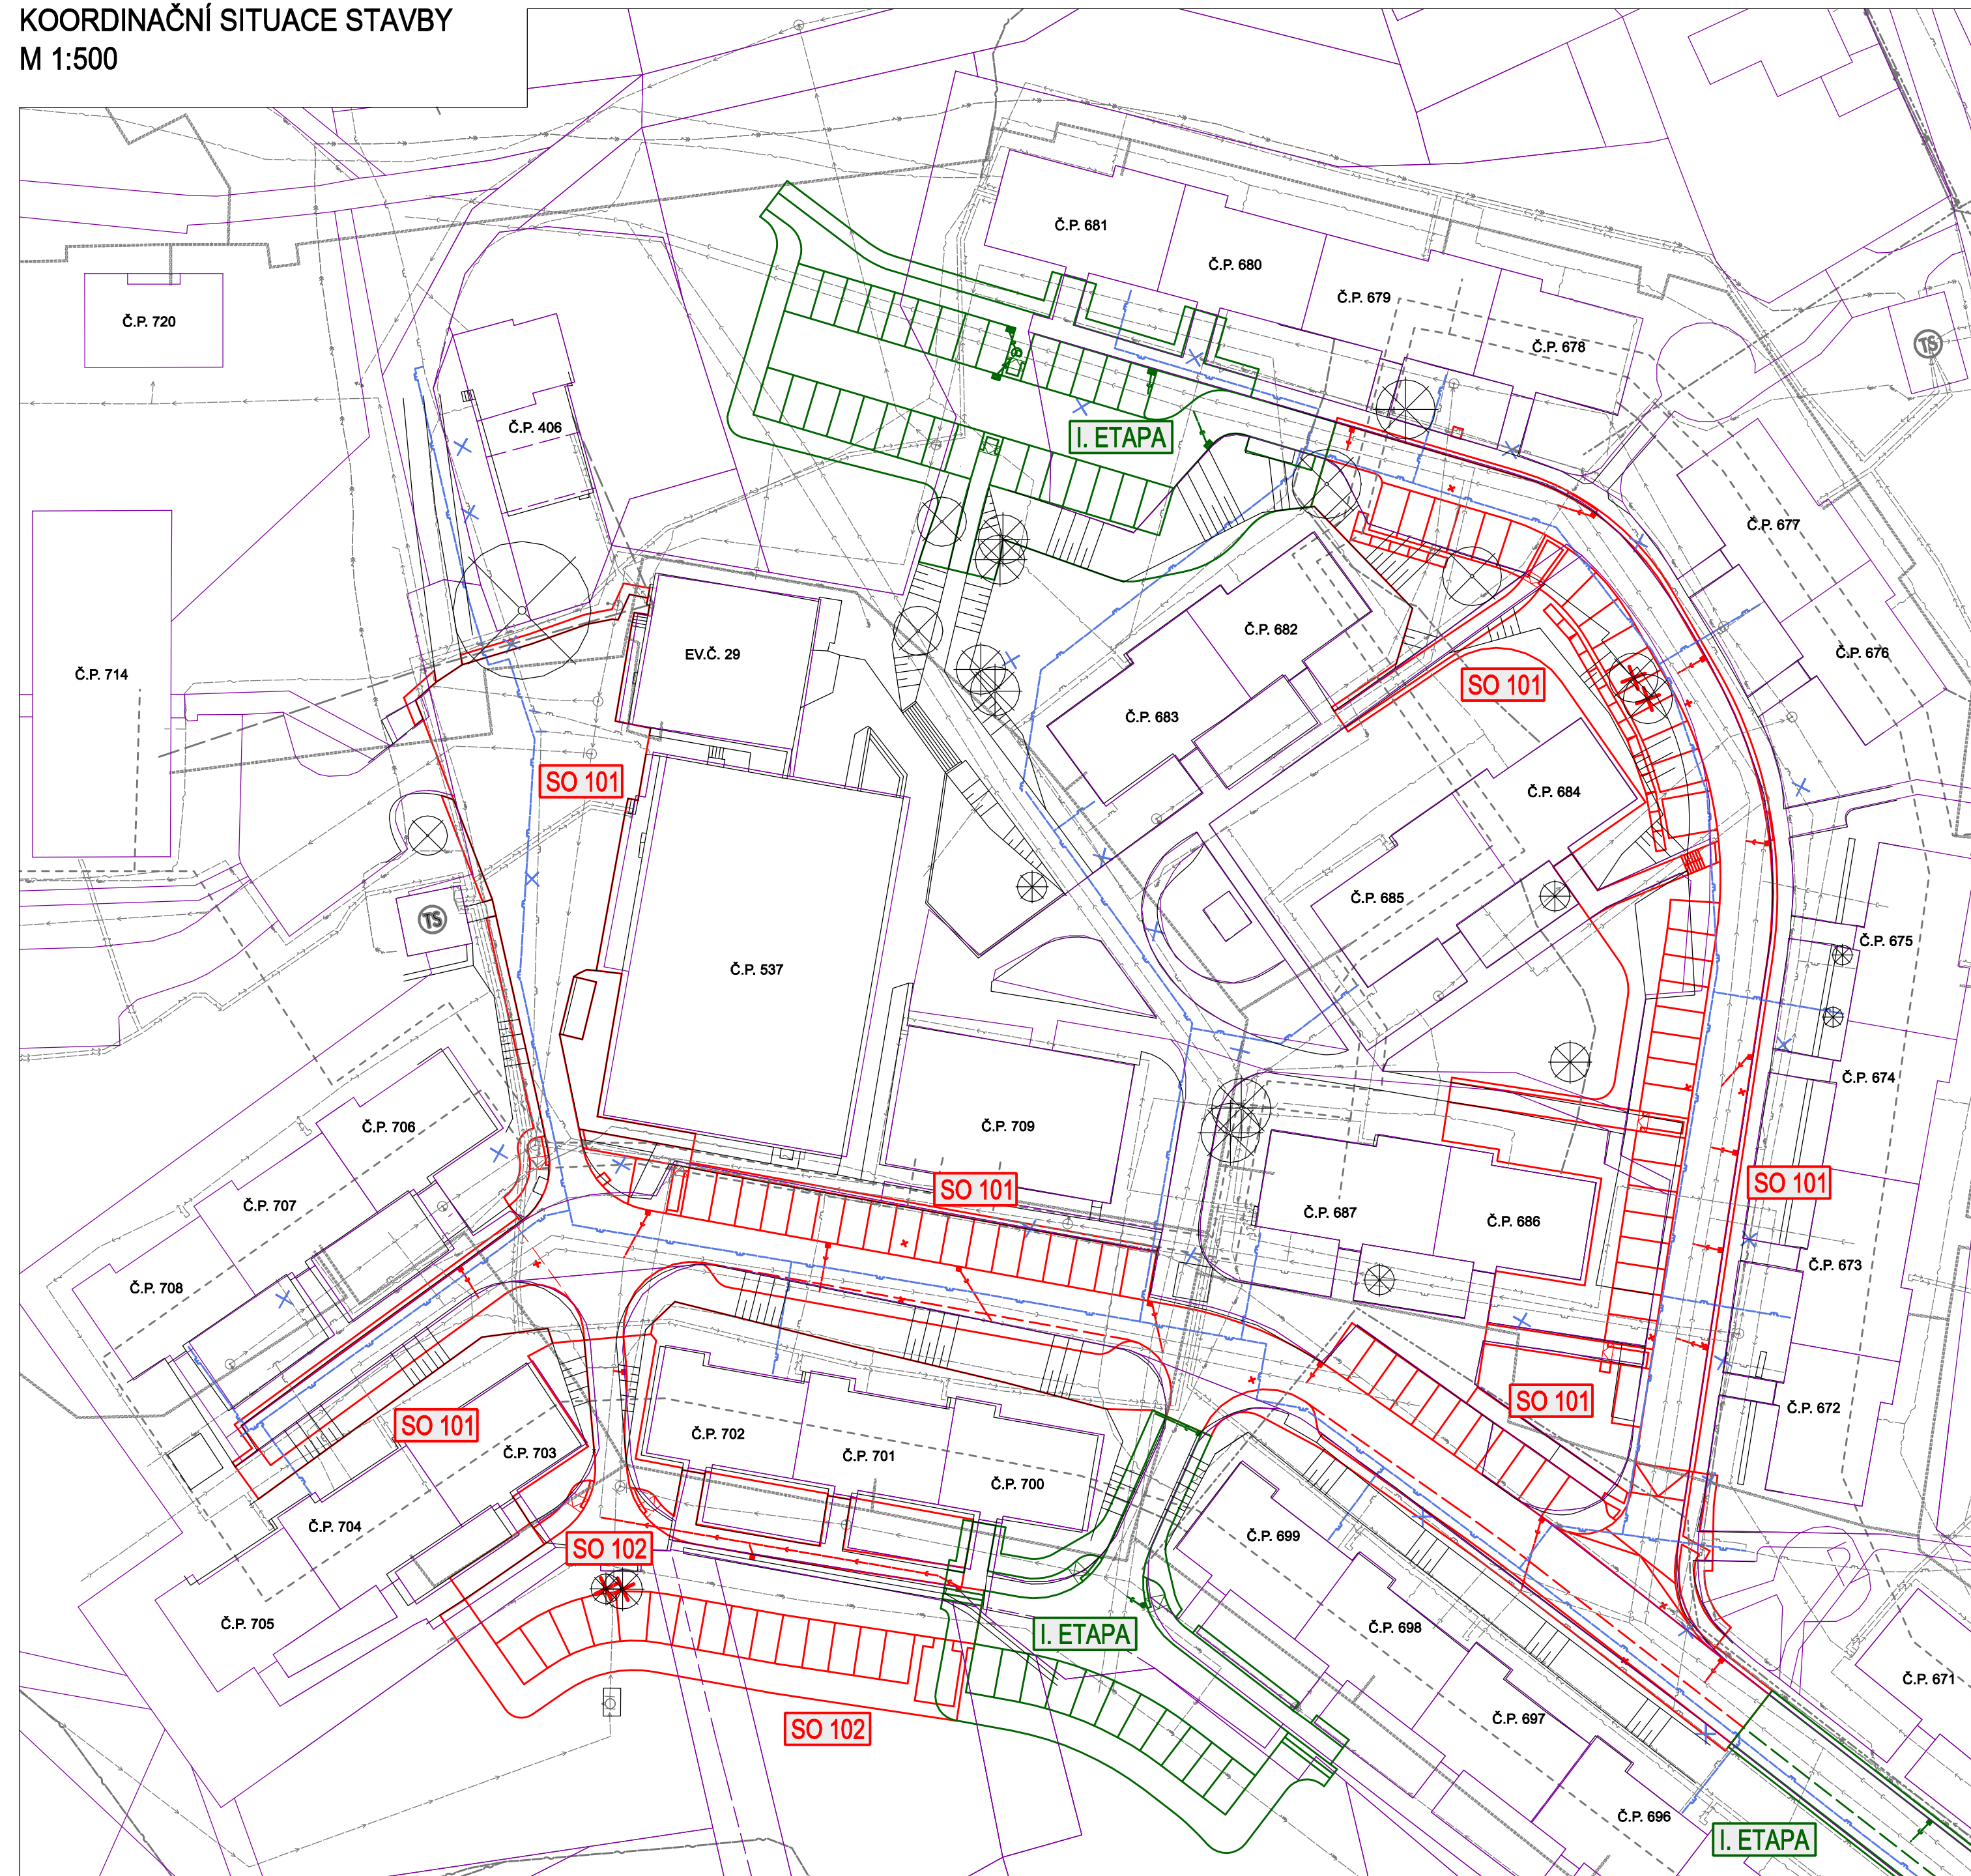 KOORDINAČNÍ SITUACE STAVBY
M 1:500
Č.P. 681
Č.P. 680
Č.P. 679
Č.P. 720
Č.P. 678
TS
Č.P. 406
I. ETAPA
Č.P. 677
Č.P. 682
EV.Č. 29
Č.P. 676
Č.P. 714
SO 101
Č.P. 683
SO 101
Č.P. 684
Č.P. 685
TS
Č.P. 675
Č.P. 537
Č.P. 674
Č.P. 706
Č.P. 709
SO 101
SO 101
Č.P. 707
Č.P. 687
Č.P. 686
Č.P. 673
Č.P. 708
SO 101
Č.P. 672
SO 101
Č.P. 702
Č.P. 703
Č.P. 701
Č.P. 700
Č.P. 704
Č.P. 699
SO 102
Č.P. 705
I. ETAPA
Č.P. 698
Č.P. 671
SO 102
Č.P. 697
Č.P. 696
I. ETAPA